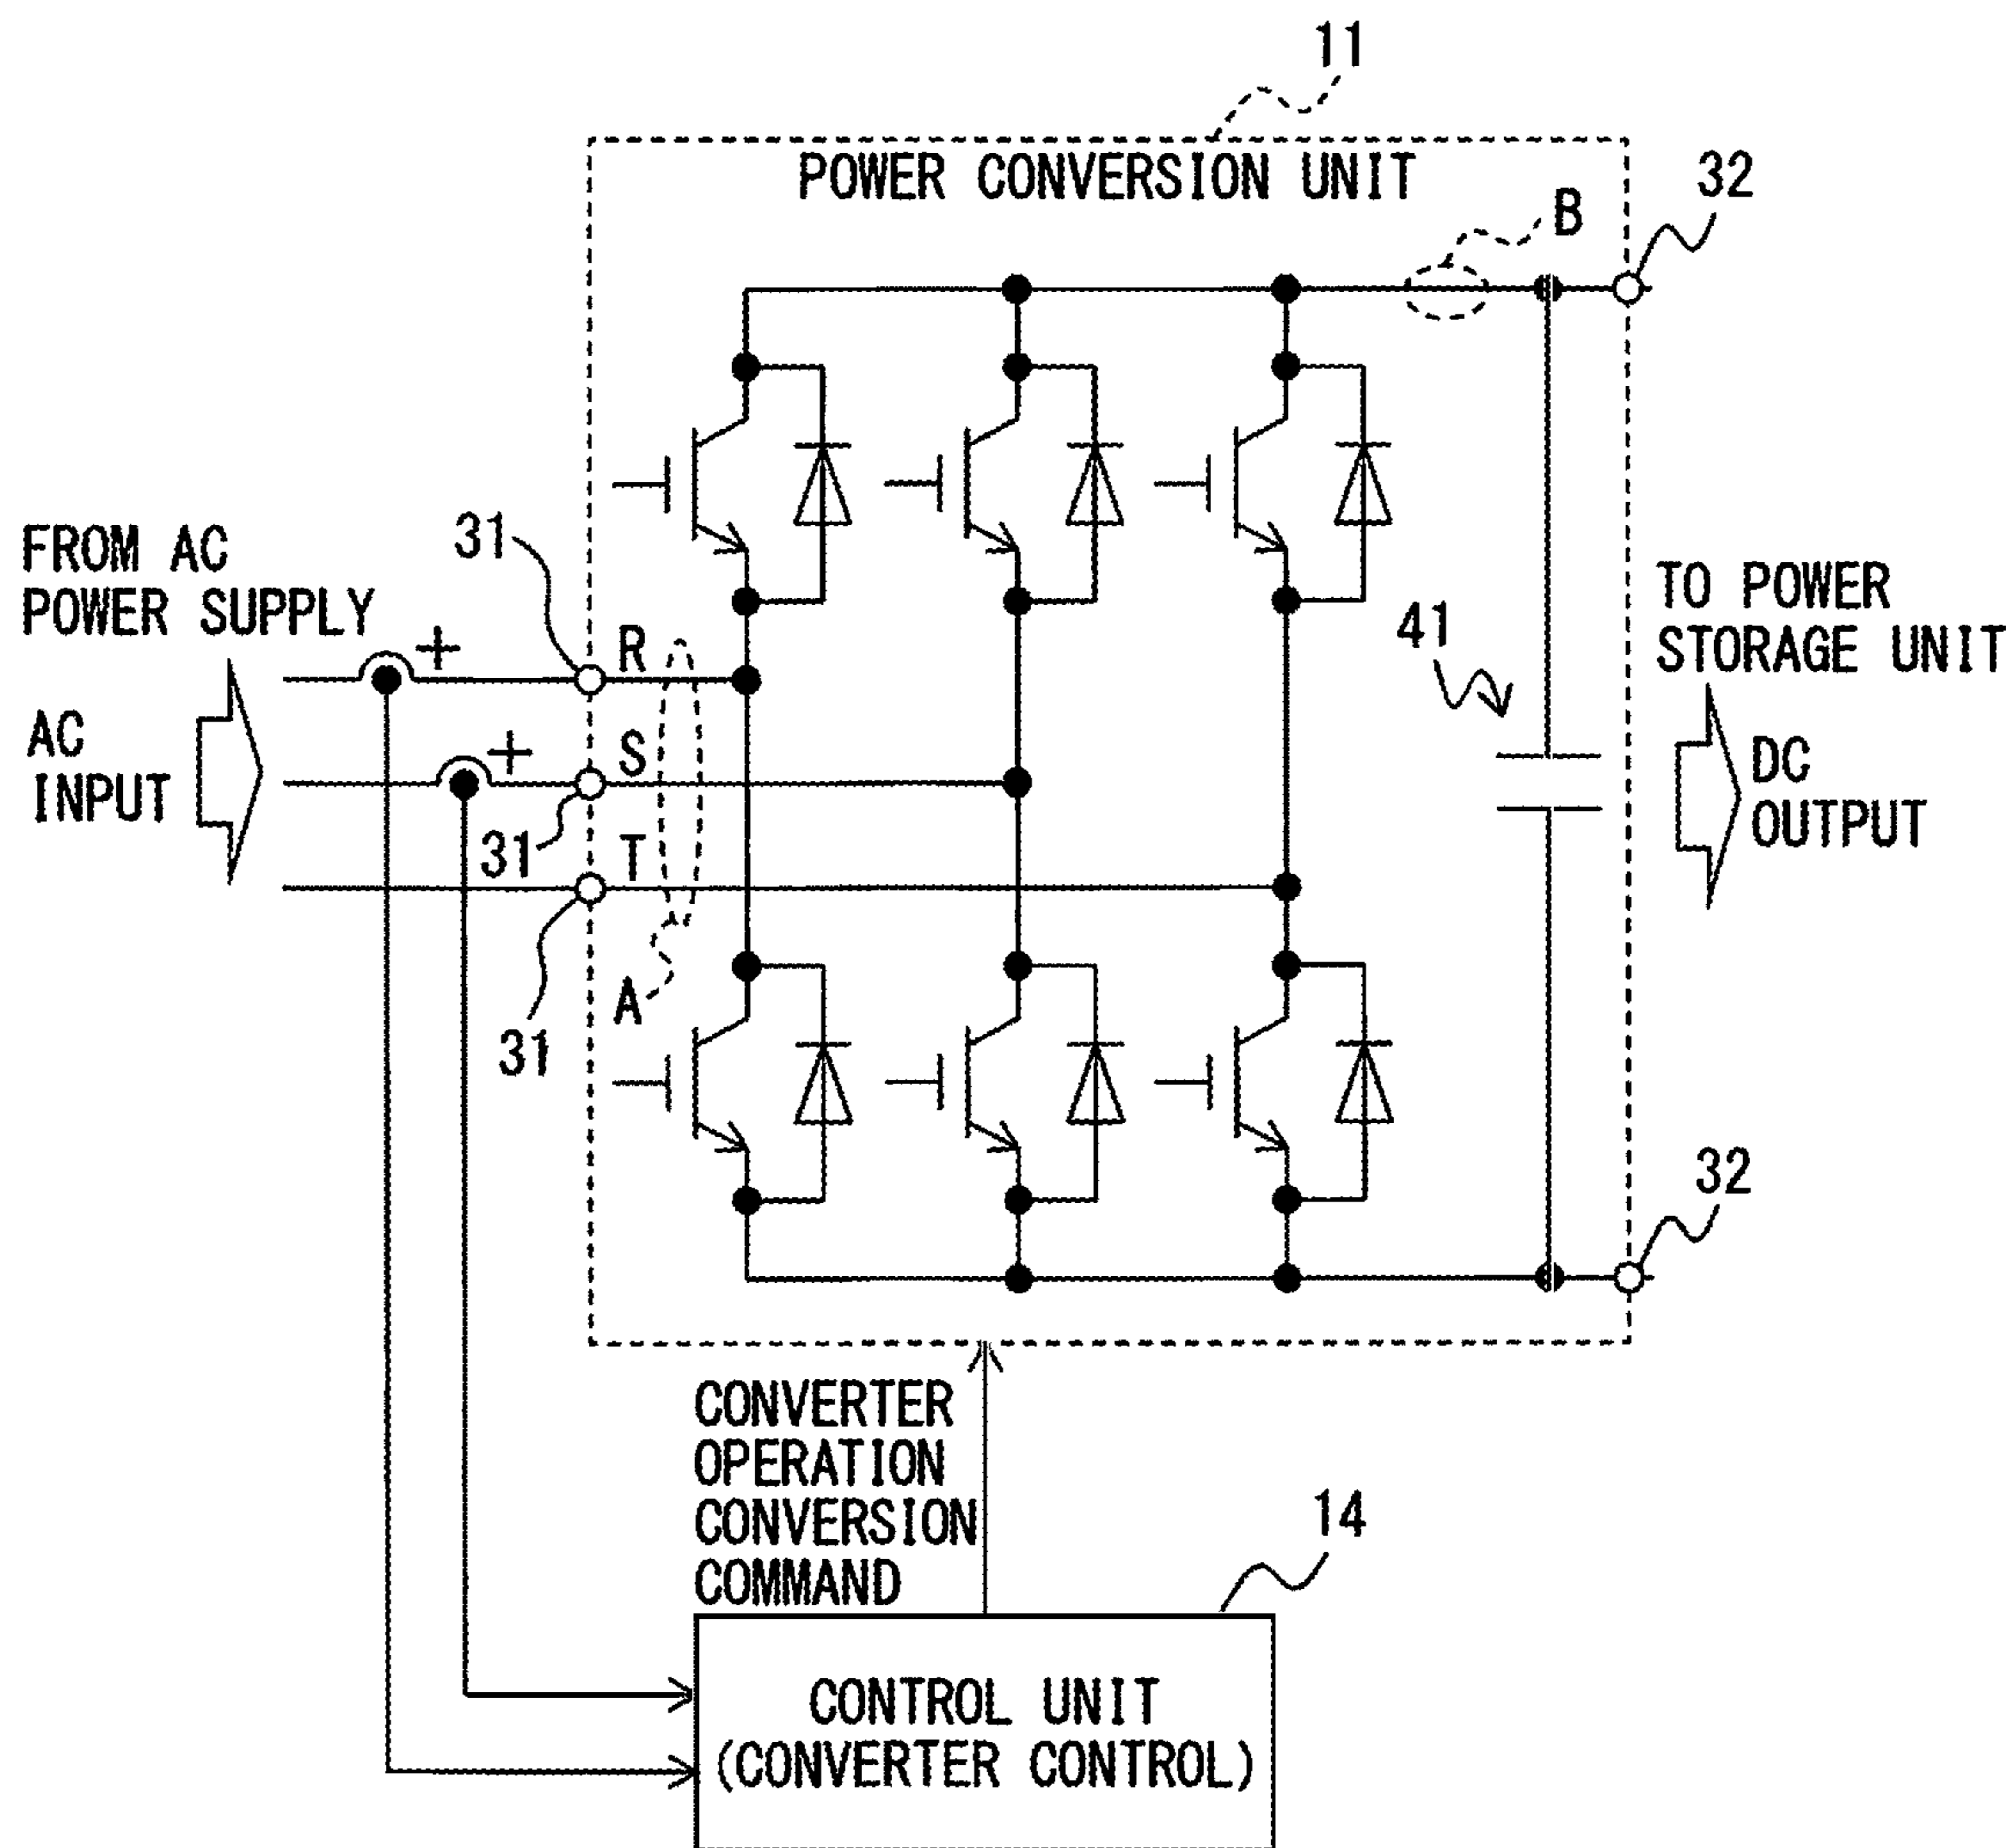 11
POWER CONVERSION UNIT
32
B
FROM AC
POWER SUPPLY
31
+
R
AC
INPUT
+
S
31
T
A
31
41
TO POWER
STORAGE UNIT
DC
OUTPUT
32
CONVERTER
OPERATION
CONVERSION
COMMAND
14
CONTROL UNIT
(CONVERTER CONTROL)